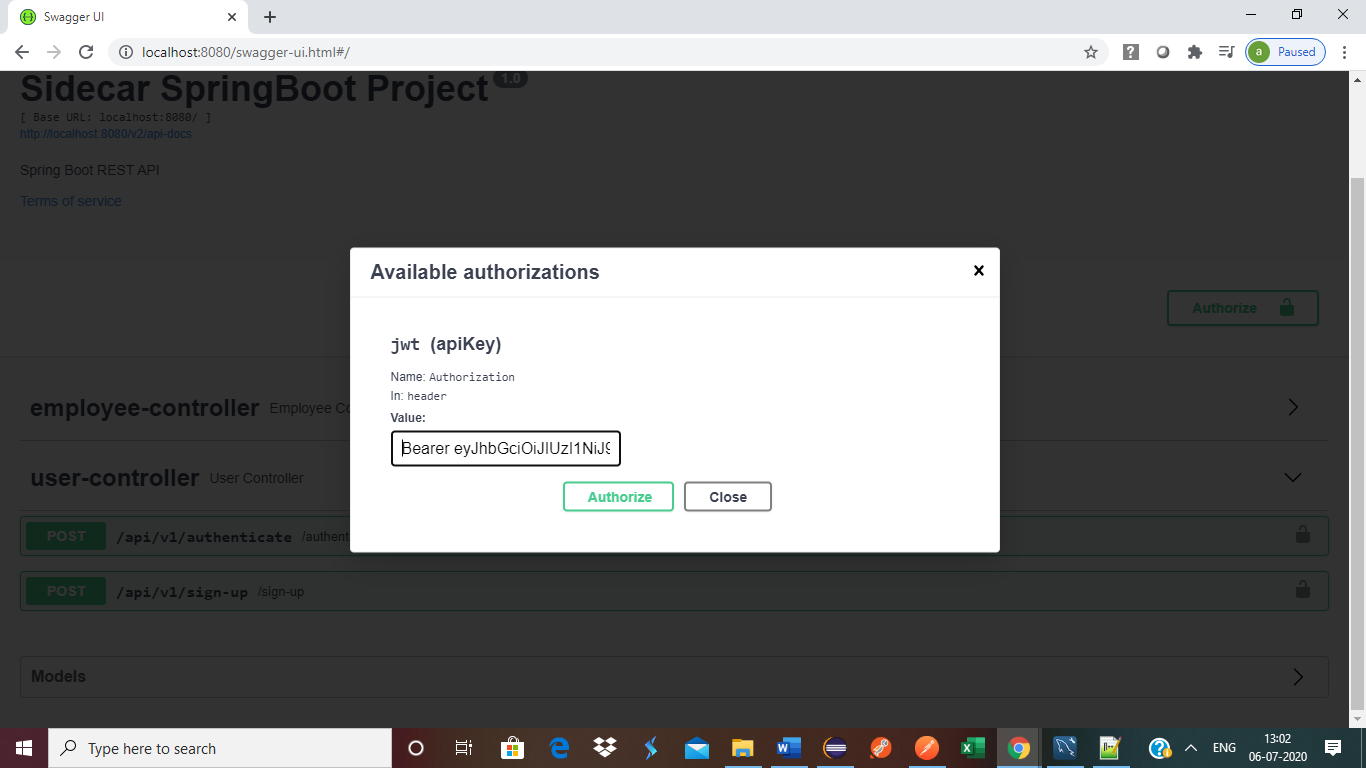 Swagger UI
localhost:8080/swagger-ui.html#/
a Paused
Sidecar SpringBoot Project 1.0
[ Base URL: localhost:8080/ ]
http://localhost:8080/v2/api-docs
Spring Boot REST API
Terms of service
Authorize
Available authorizations
jwt (apiKey)
Name: Authorization
In: header
Value:
Bearer eyJhbGciOiJIUzI1NiJ9
Authorize Close
employee-controller Employee Co
user-controller User Controller
POST /api/v1/authenticate /authent
POST /api/v1/sign-up /sign-up
Models
Type here to search
ENG
13:02
06-07-2020